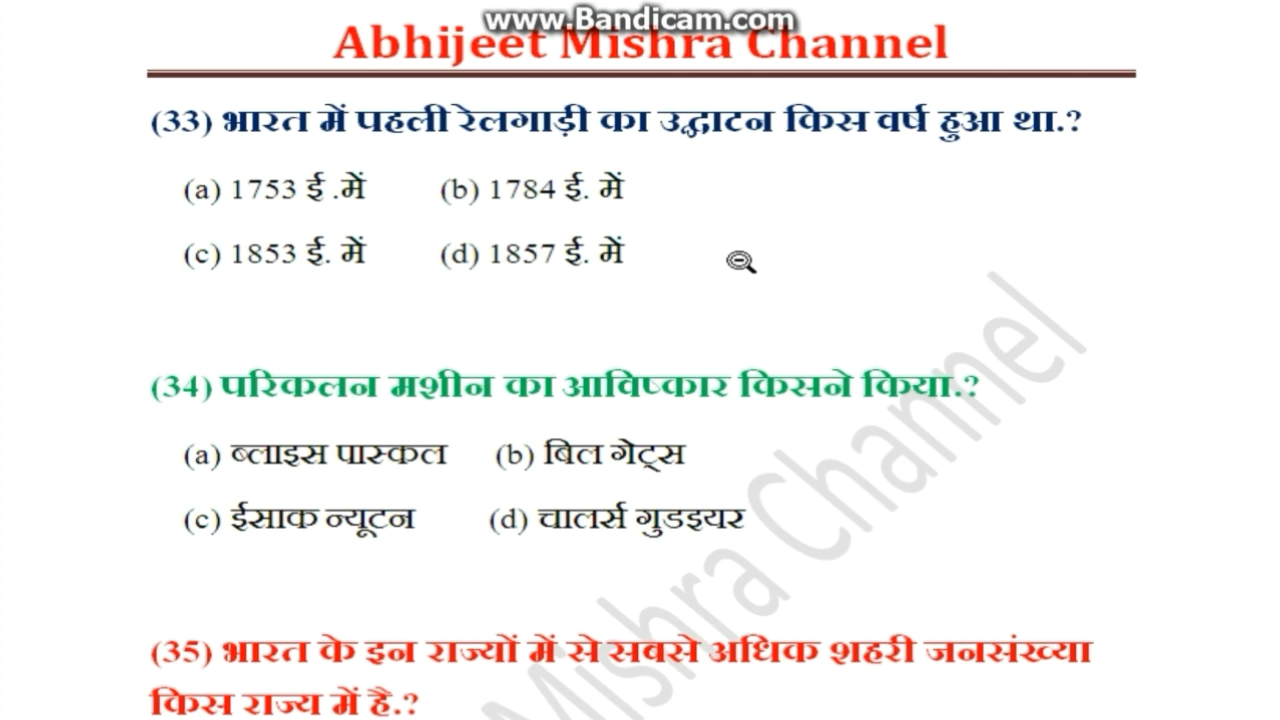 www.Bandicam.com
Abhijeet Mishra Channel
(33) भारत में पहली रेलगाड़ी का उद्घाटन किस वर्ष हुआ था.?
(a) 1753 ई .में (b) 1784 ई. में
(c) 1853 ई. में (d) 1857 ई. में
(34) परिकलन मशीन का आविष्कार किसने किया.?
(a) ब्लाइस पास्कल (b) बिल गेट्स
(c) ईसाक न्यूटन (d) चालर्स गुडइयर
(35) भारत के इन राज्यों में से सबसे अधिक शहरी जनसंख्या
किस राज्य में है.?
Mishra Channel